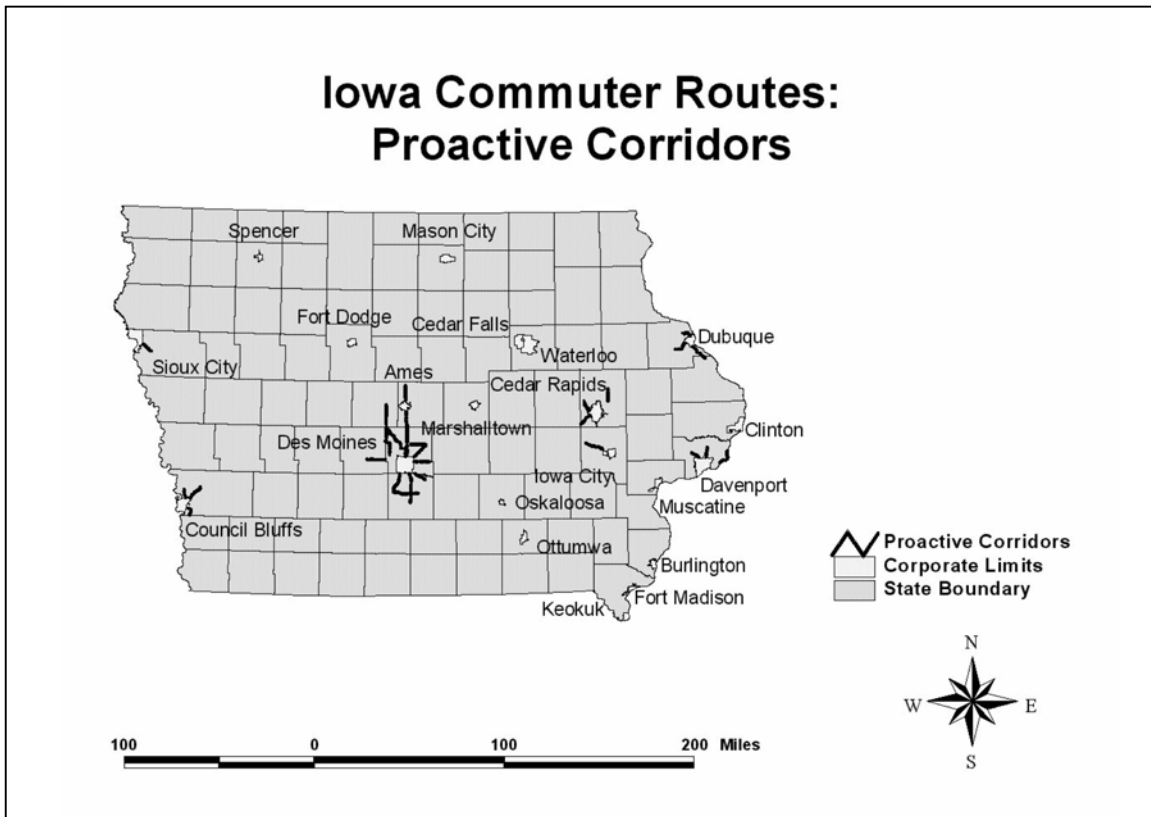 Iowa Commuter Routes:
Proactive Corridors
Spencer
Mason City
Fort Dodge
Cedar Falls
Dubuque
Waterloo
Sioux City
Ames
Cedar Rapids
Marshalltown
Clinton
Des Moines
Iowa City
Davenport
Oskaloosa
Muscatine
Council Bluffs
Ottumwa
Burlington
Fort Madison
Keokuk
Proactive Corridors
Corporate Limits
State Boundary
N
W
E
S
100 0 100 200 Miles